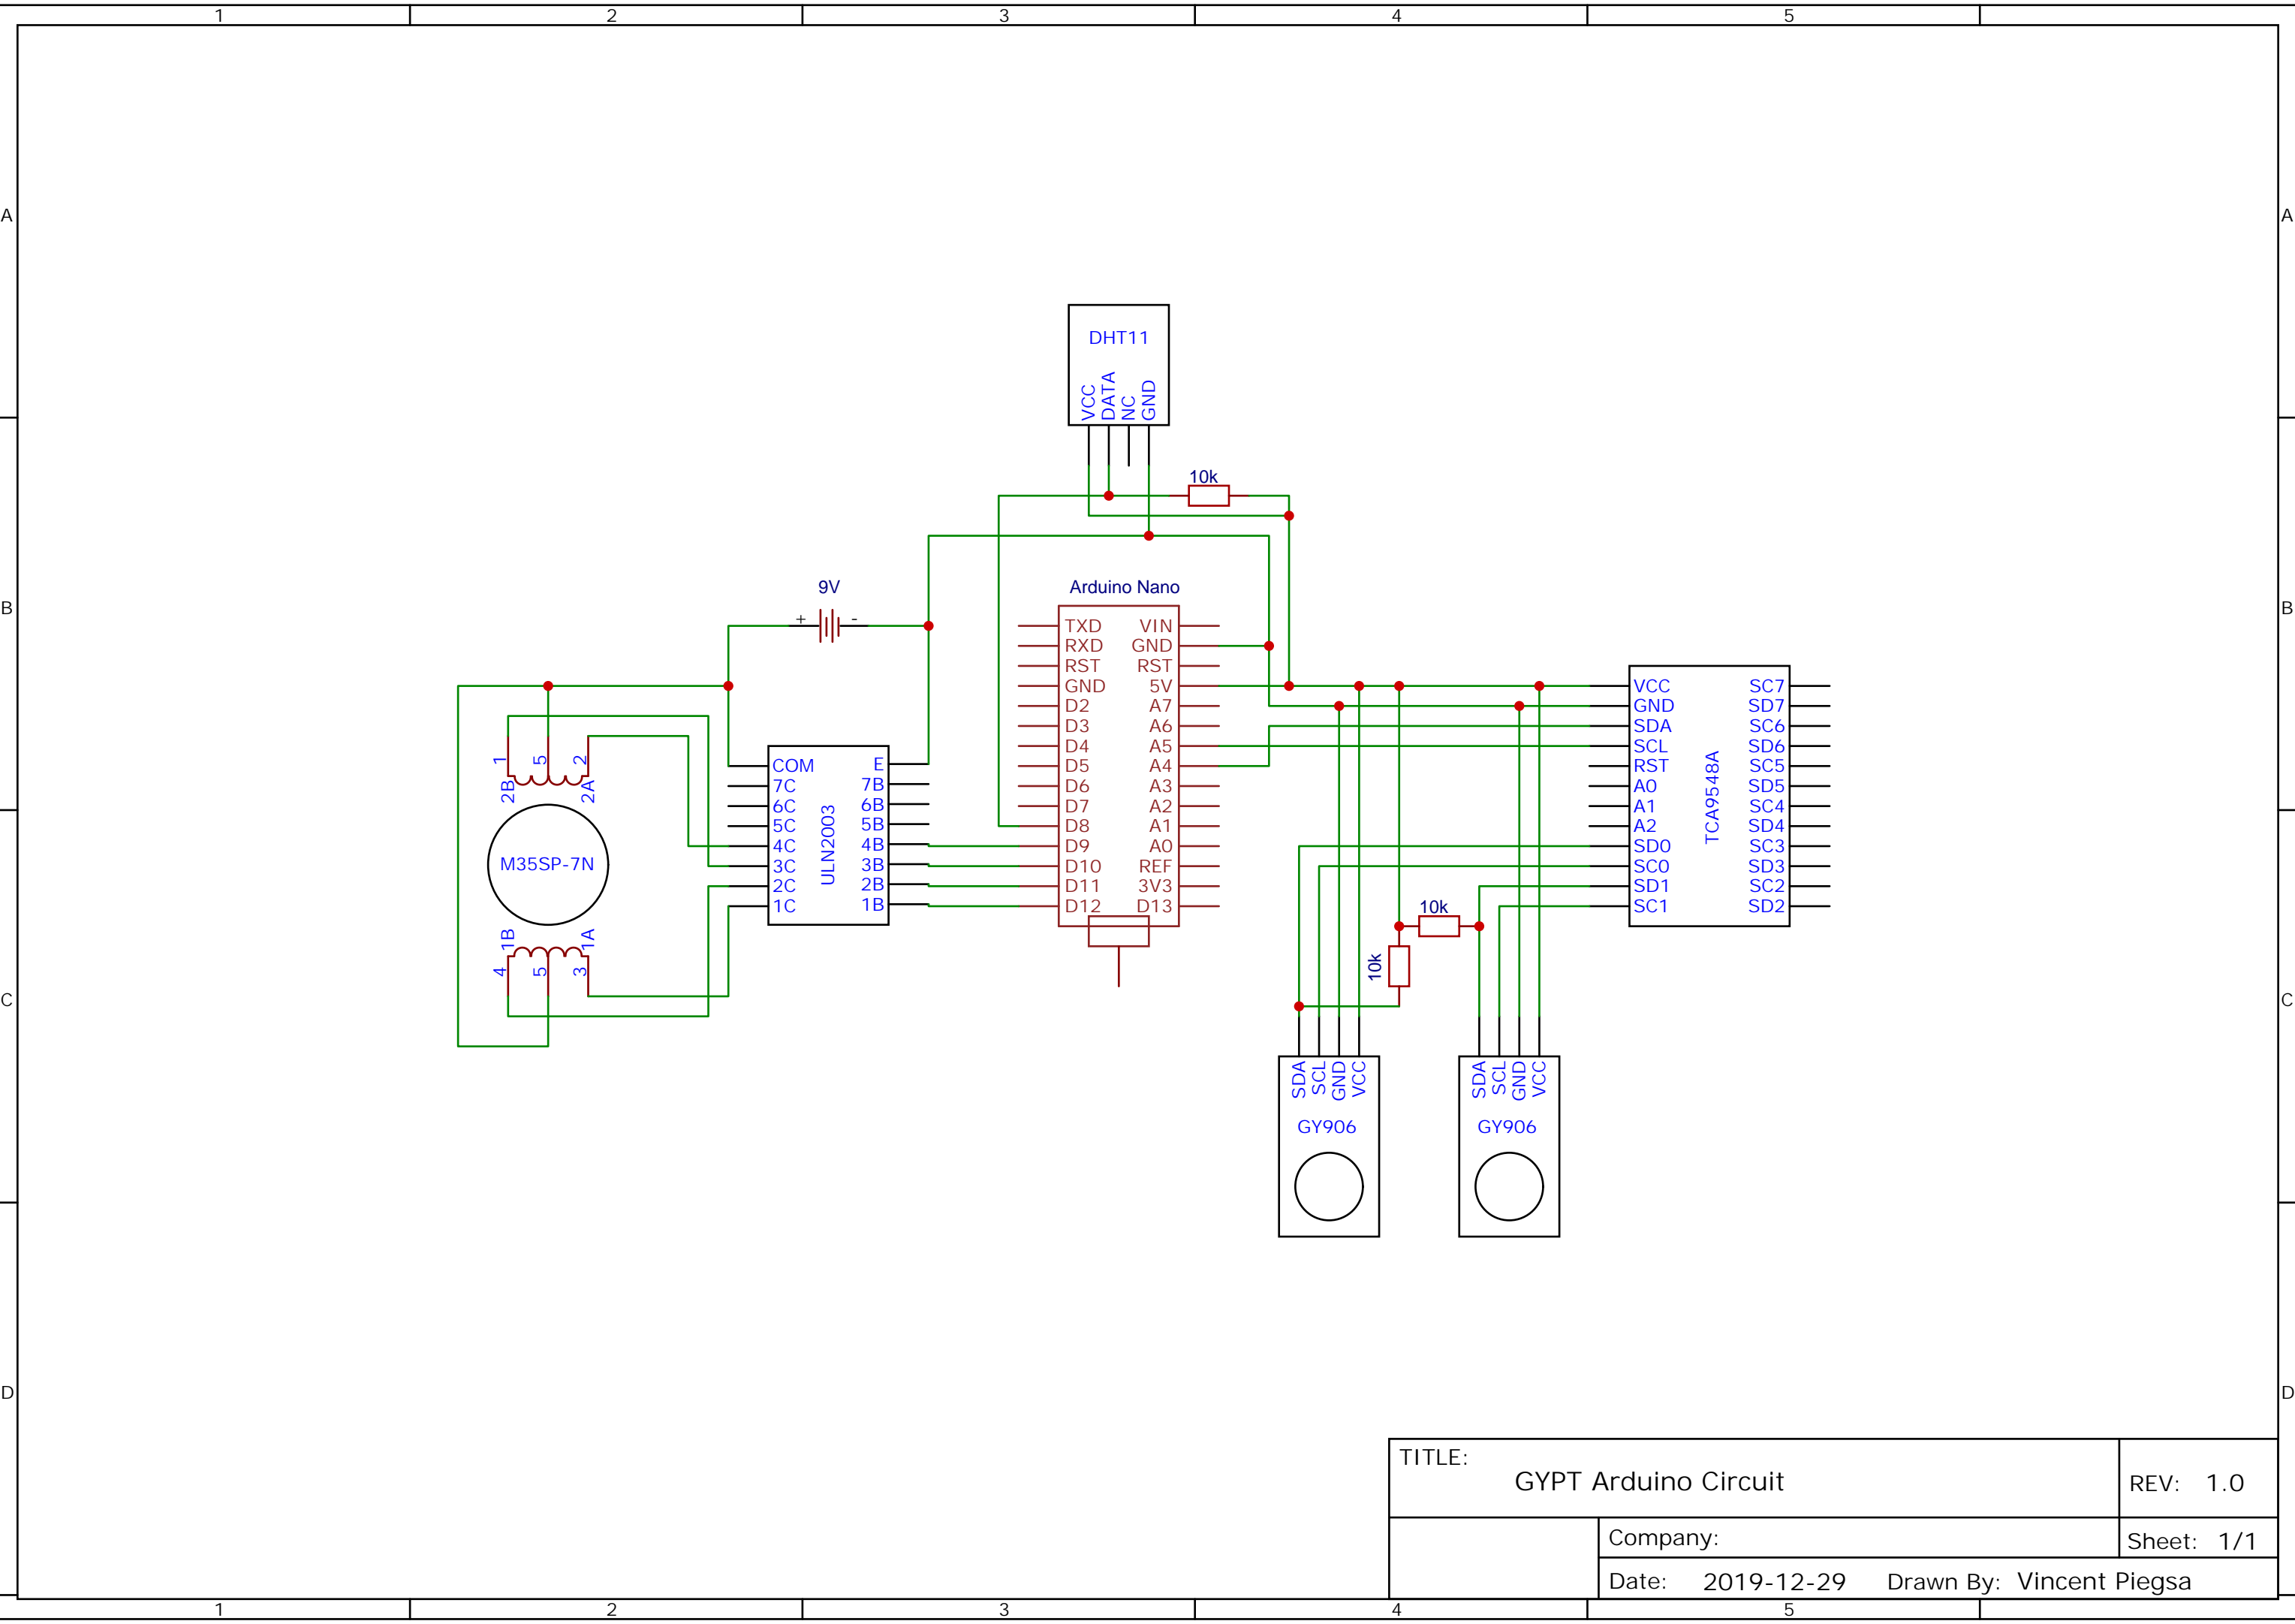 1 2 3 4 5
A A
B B
C C
D D
DHT11
VCC
DATA
NC
GND
10k
9V
+ -
Arduino Nano
TXD VIN
RXD GND
RST RST
GND 5V
D2 A7
D3 A6
D4 A5
D5 A4
D6 A3
D7 A2
D8 A1
D9 A0
D10 REF
D11 3V3
D12 D13
1 5 2
2B 2A
M35SP-7N
1B 1A
4 5 3
COM E
7C 7B
6C 6B
5C 5B
4C 4B
3C 3B
2C 2B
1C 1B
ULN2003
VCC SC7
GND SD7
SDA SC6
SCL SD6
RST SC5
A0 SD5
A1 SC4
A2 SD4
SD0 SC3
SC0 SD3
SD1 SC2
SC1 SD2
TCA9548A
10k
10k
SDA
SCL
GND
VCC
GY906
SDA
SCL
GND
VCC
GY906
TITLE:
GYPT Arduino Circuit
REV: 1.0
Company:
Sheet: 1/1
Date: 2019-12-29 Drawn By: Vincent Piegsa
1 2 3 4 5